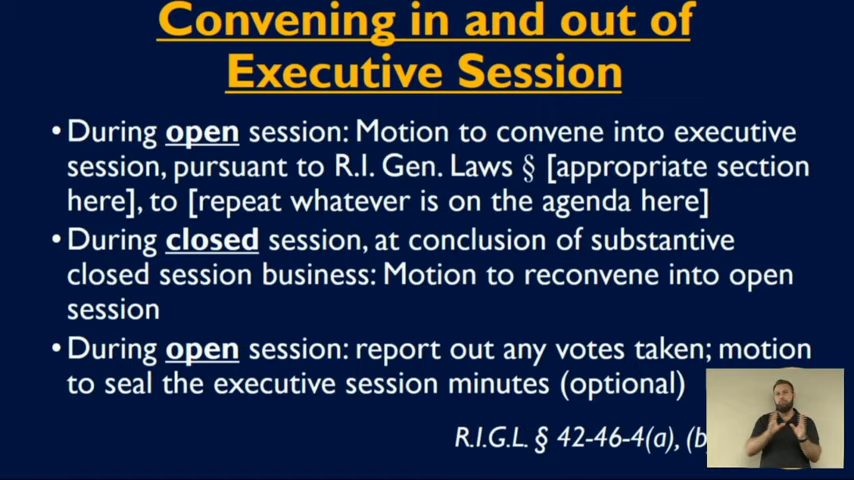 Convening in and out of
Executive Session
• During open session: Motion to convene into executive
session, pursuant to R.I. Gen. Laws § [appropriate section
here], to [repeat whatever is on the agenda here]
• During closed session, at conclusion of substantive
closed session business: Motion to reconvene into open
session
• During open session: report out any votes taken; motion
to seal the executive session minutes (optional)
R.I.G.L. § 42-46-4(a), (b